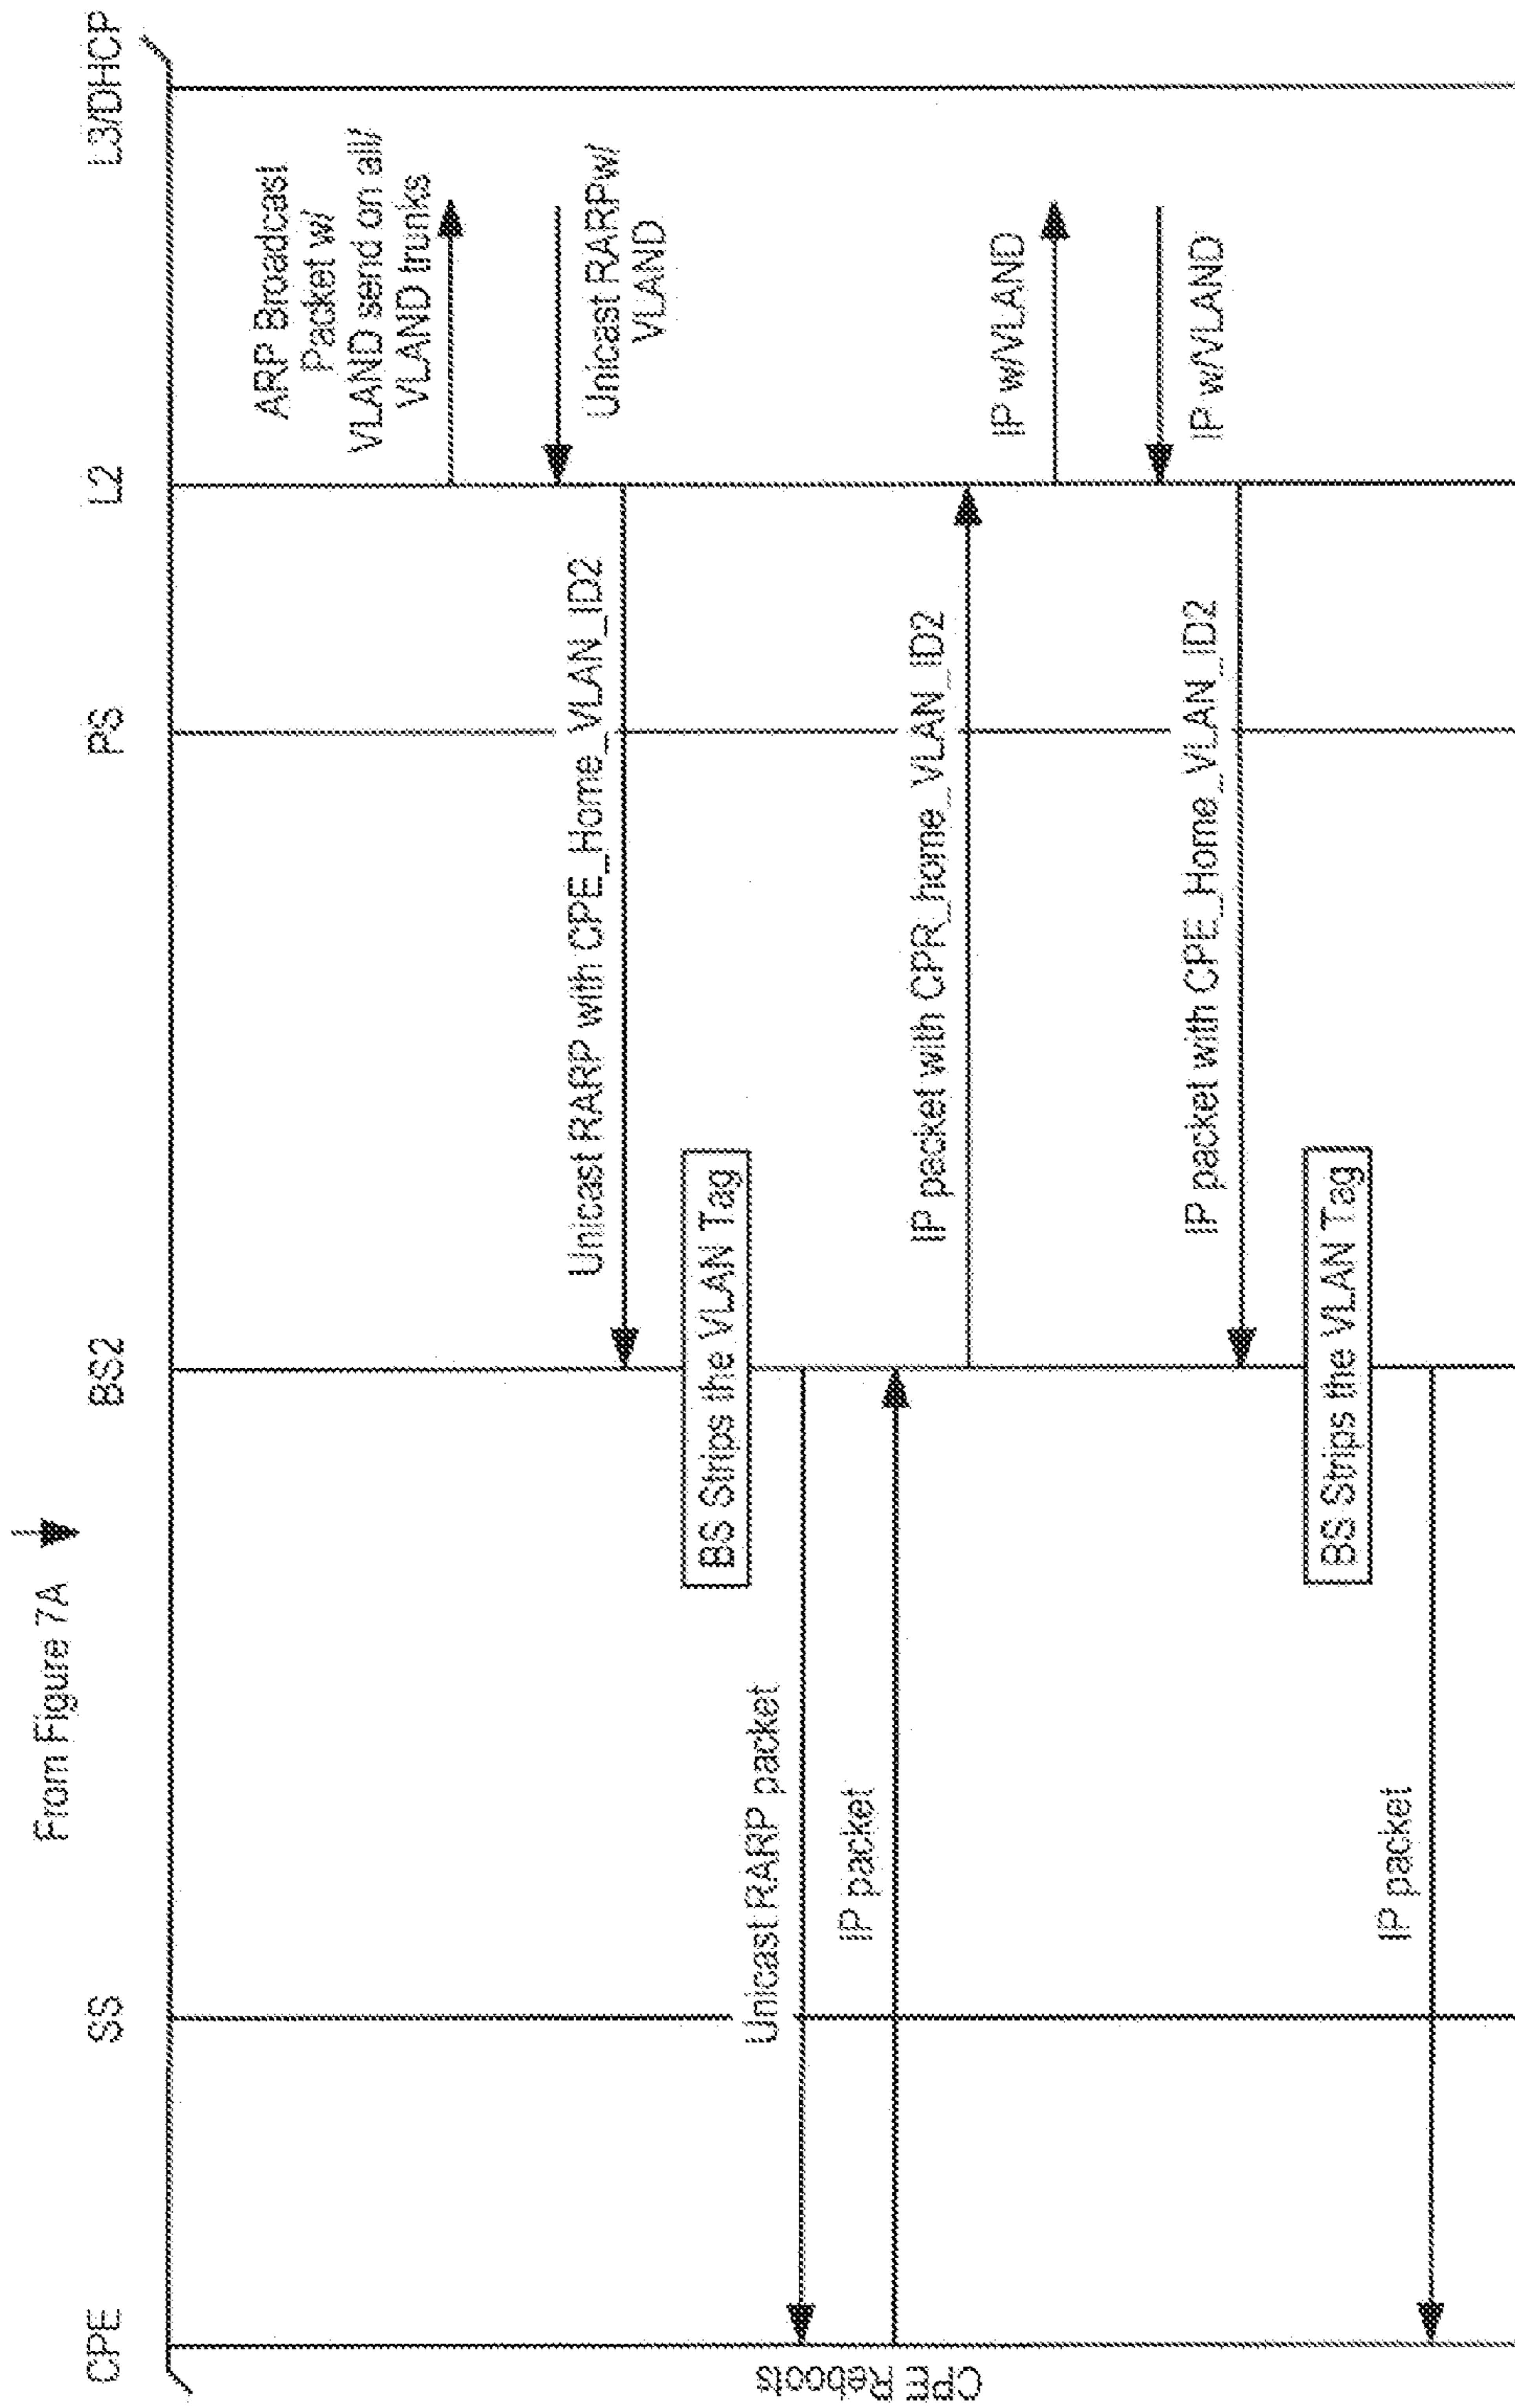 From Figure 7A
CPE
SS
BS2
PS
L2
L3/DHCP
ARP Broadcast
Packet w/
VLAND send on all/
VLAND trunks
Unicast RARPw/
VLAND
Unicast RARP with CPE_Home_VLAN_ID2
BS Strips the VLAN Tag
Unicast RARP packet
CPE Reboots
IP packet
IP packet with CPR_home_VLAN_ID2
IP w/VLAND
IP w/VLAND
IP packet with CPE_Home_VLAN_ID2
BS Strips the VLAN Tag
IP packet